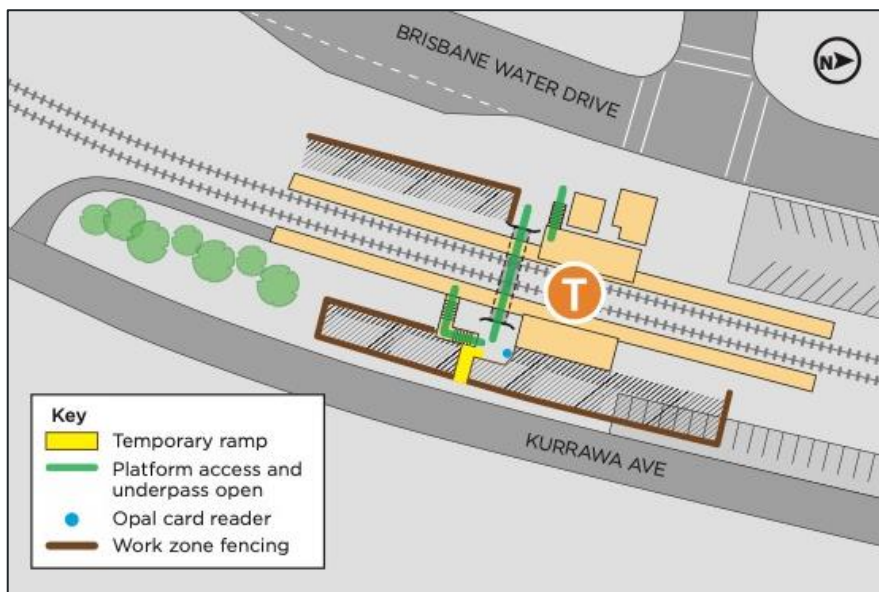 BRISBANE WATER DRIVE
N
T
KURRAWA AVE
Key
Temporary ramp
Platform access and
underpass open
Opal card reader
Work zone fencing